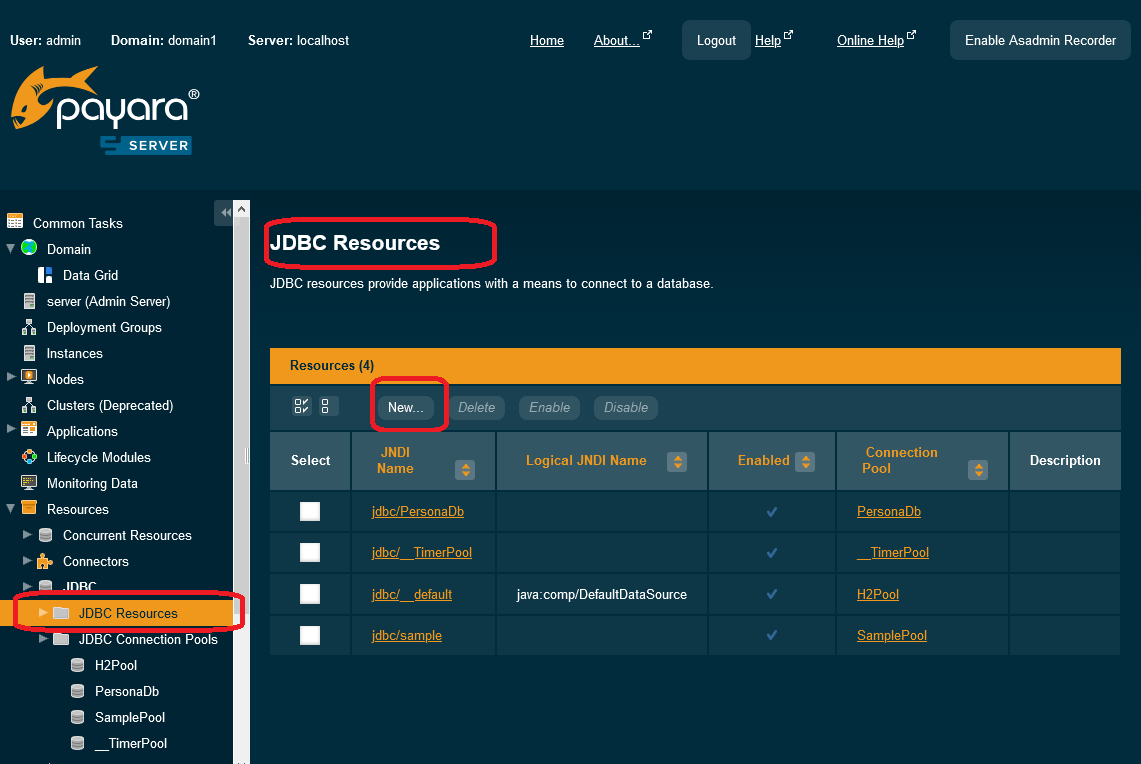 User: admin Domain: domain1 Server: localhost Home About... Logout Help Online Help Enable Asadmin Recorder
payara®
SERVER
Common Tasks
Domain
Data Grid
server (Admin Server)
Deployment Groups
Instances
Nodes
Clusters (Deprecated)
Applications
Lifecycle Modules
Monitoring Data
Resources
Concurrent Resources
Connectors
JDBC
JDBC Resources
JDBC Connection Pools
H2Pool
PersonaDb
SamplePool
__TimerPool
JDBC Resources
JDBC resources provide applications with a means to connect to a database.
Resources (4)
New... Delete Enable Disable
Select JNDI Name Logical JNDI Name Enabled Connection Pool Description
jdbc/PersonaDb PersonaDb
jdbc/__TimerPool __TimerPool
jdbc/__default java:comp/DefaultDataSource H2Pool
jdbc/sample SamplePool